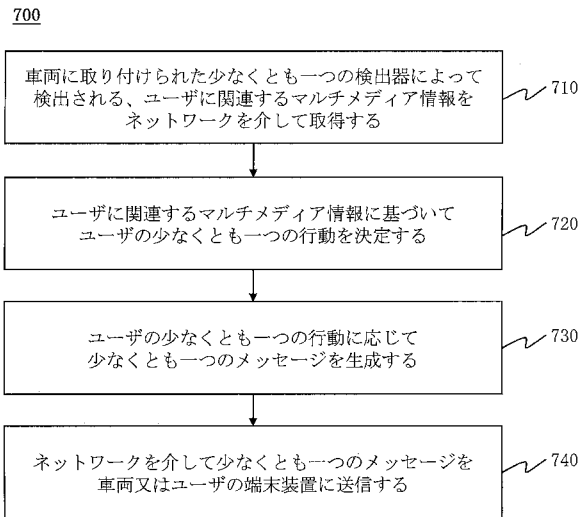 700
車両に取り付けられた少なくとも一つの検出器によって
検出される、ユーザに関連するマルチメディア情報を
ネットワークを介して取得する
710
ユーザに関連するマルチメディア情報に基づいて
ユーザの少なくとも一つの行動を決定する
720
ユーザの少なくとも一つの行動に応じて
少なくとも一つのメッセージを生成する
730
ネットワークを介して少なくとも一つのメッセージを
車両又はユーザの端末装置に送信する
740